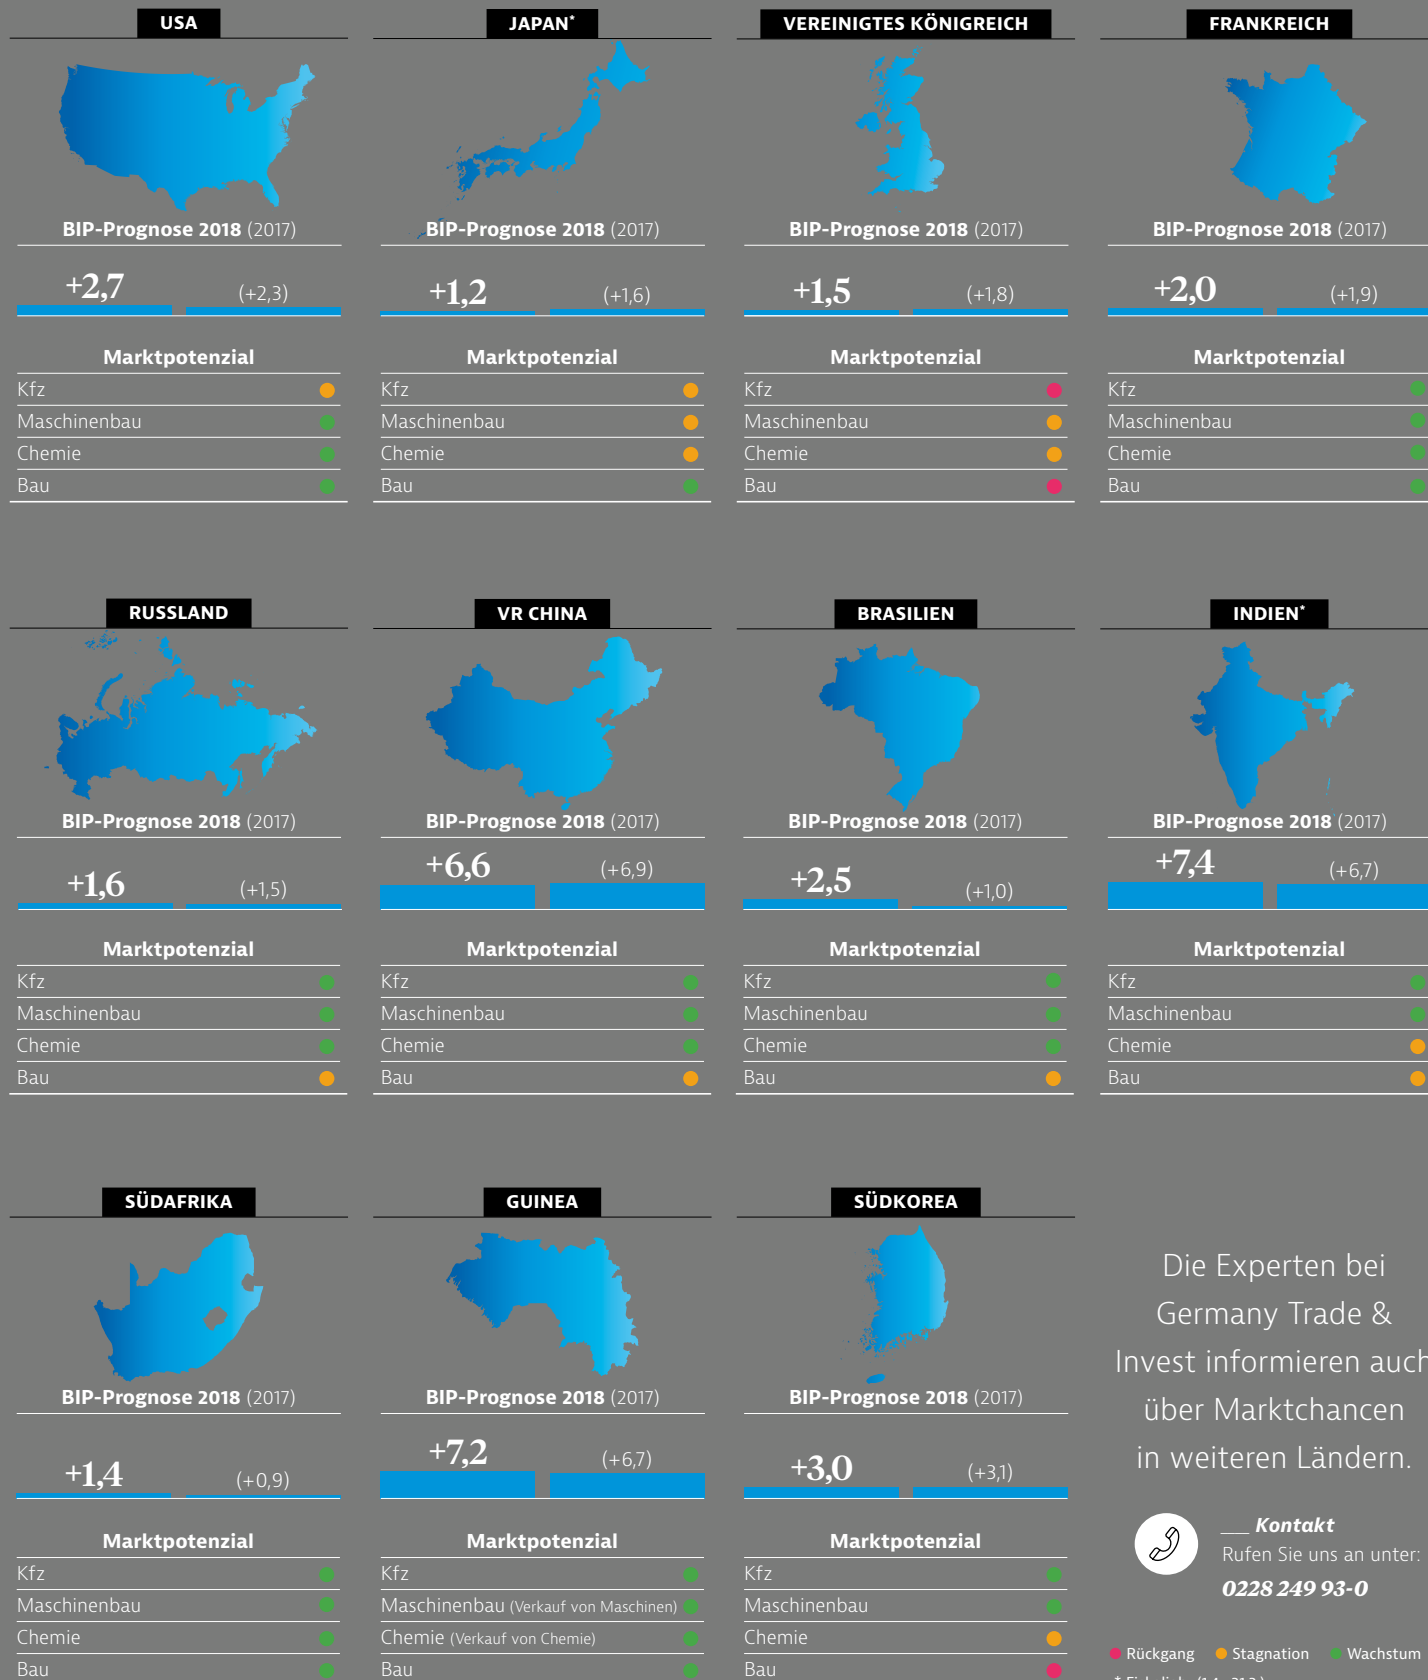 USA
BIP-Prognose 2018 (2017)
+2,7 (+2,3)
Marktpotenzial
Kfz
Maschinenbau
Chemie
Bau
JAPAN*
BIP-Prognose 2018 (2017)
+1,2 (+1,6)
Marktpotenzial
Kfz
Maschinenbau
Chemie
Bau
VEREINIGTES KÖNIGREICH
BIP-Prognose 2018 (2017)
+1,5 (+1,8)
Marktpotenzial
Kfz
Maschinenbau
Chemie
Bau
FRANKREICH
BIP-Prognose 2018 (2017)
+2,0 (+1,9)
Marktpotenzial
Kfz
Maschinenbau
Chemie
Bau
RUSSLAND
BIP-Prognose 2018 (2017)
+1,6 (+1,5)
Marktpotenzial
Kfz
Maschinenbau
Chemie
Bau
VR CHINA
BIP-Prognose 2018 (2017)
+6,6 (+6,9)
Marktpotenzial
Kfz
Maschinenbau
Chemie
Bau
BRASILIEN
BIP-Prognose 2018 (2017)
+2,5 (+1,0)
Marktpotenzial
Kfz
Maschinenbau
Chemie
Bau
INDIEN*
BIP-Prognose 2018 (2017)
+7,4 (+6,7)
Marktpotenzial
Kfz
Maschinenbau
Chemie
Bau
SÜDAFRIKA
BIP-Prognose 2018 (2017)
+1,4 (+0,9)
Marktpotenzial
Kfz
Maschinenbau
Chemie
Bau
GUINEA
BIP-Prognose 2018 (2017)
+7,2 (+6,7)
Marktpotenzial
Kfz
Maschinenbau (Verkauf von Maschinen)
Chemie (Verkauf von Chemie)
Bau
SÜDKOREA
BIP-Prognose 2018 (2017)
+3,0 (+3,1)
Marktpotenzial
Kfz
Maschinenbau
Chemie
Bau
Die Experten bei
Germany Trade &
Invest informieren auch
über Marktchancen
in weiteren Ländern.
___ Kontakt
Rufen Sie uns an unter:
0228 249 93-0
Rückgang Stagnation Wachstum